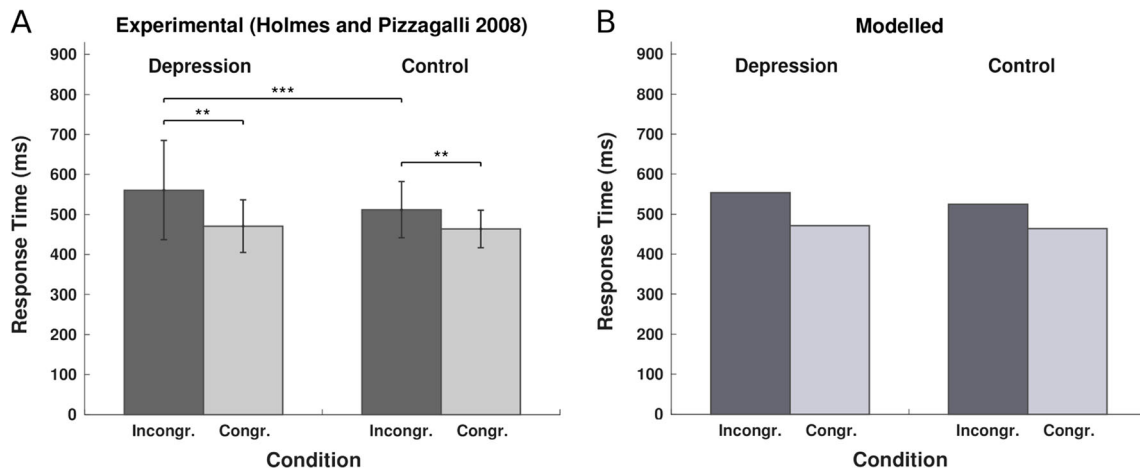 A
Experimental (Holmes and Pizzagalli 2008)
Depression
Control
***
**
**
900
800
700
600
500
400
300
200
100
0
Response Time (ms)
Incongr.
Congr.
Incongr.
Congr.
Condition
B
Modelled
Depression
Control
900
800
700
600
500
400
300
200
100
0
Response Time (ms)
Incongr.
Congr.
Incongr.
Congr.
Condition